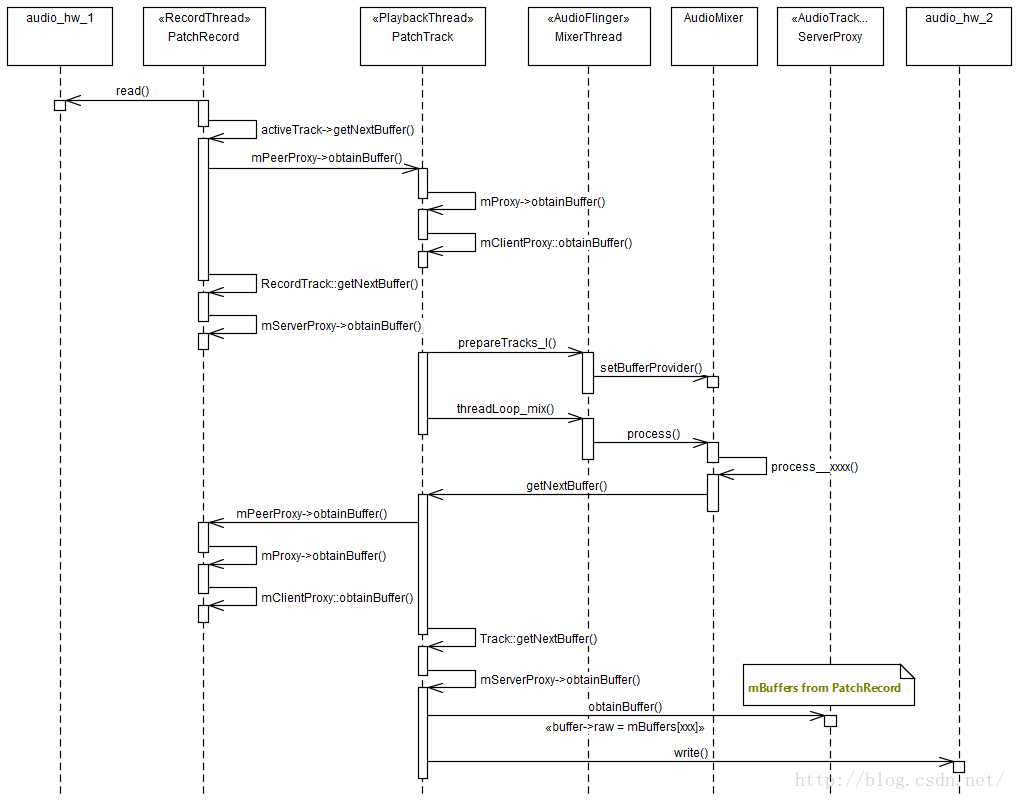 audio_hw_1
«RecordThread»
PatchRecord
«PlaybackThread»
PatchTrack
«AudioFlinger»
MixerThread
AudioMixer
«AudioTrack...
ServerProxy
audio_hw_2
read()
activeTrack->getNextBuffer()
mPeerProxy->obtainBuffer()
mProxy->obtainBuffer()
mClientProxy::obtainBuffer()
RecordTrack::getNextBuffer()
mServerProxy->obtainBuffer()
prepareTracks_l()
setBufferProvider()
threadLoop_mix()
process()
process__xxxx()
getNextBuffer()
mPeerProxy->obtainBuffer()
mProxy->obtainBuffer()
mClientProxy::obtainBuffer()
Track::getNextBuffer()
mServerProxy->obtainBuffer()
mBuffers from PatchRecord
obtainBuffer()
«buffer->raw = mBuffers[xxx]»
write()
http://blog.csdn.net/